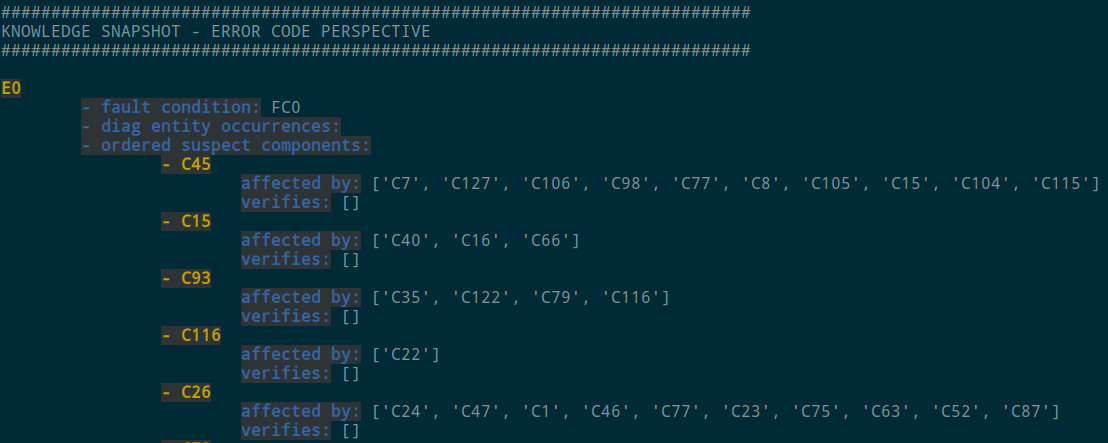 ###########################################################################
KNOWLEDGE SNAPSHOT - ERROR CODE PERSPECTIVE
###########################################################################
E0
- fault condition: FC0
- diag entity occurrences:
- ordered suspect components:
- C45
affected by: ['C7', 'C127', 'C106', 'C98', 'C77', 'C8', 'C105', 'C15', 'C104', 'C115']
verifies: []
- C15
affected by: ['C40', 'C16', 'C66']
verifies: []
- C93
affected by: ['C35', 'C122', 'C79', 'C116']
verifies: []
- C116
affected by: ['C22']
verifies: []
- C26
affected by: ['C24', 'C47', 'C1', 'C46', 'C77', 'C23', 'C75', 'C63', 'C52', 'C87']
verifies: []